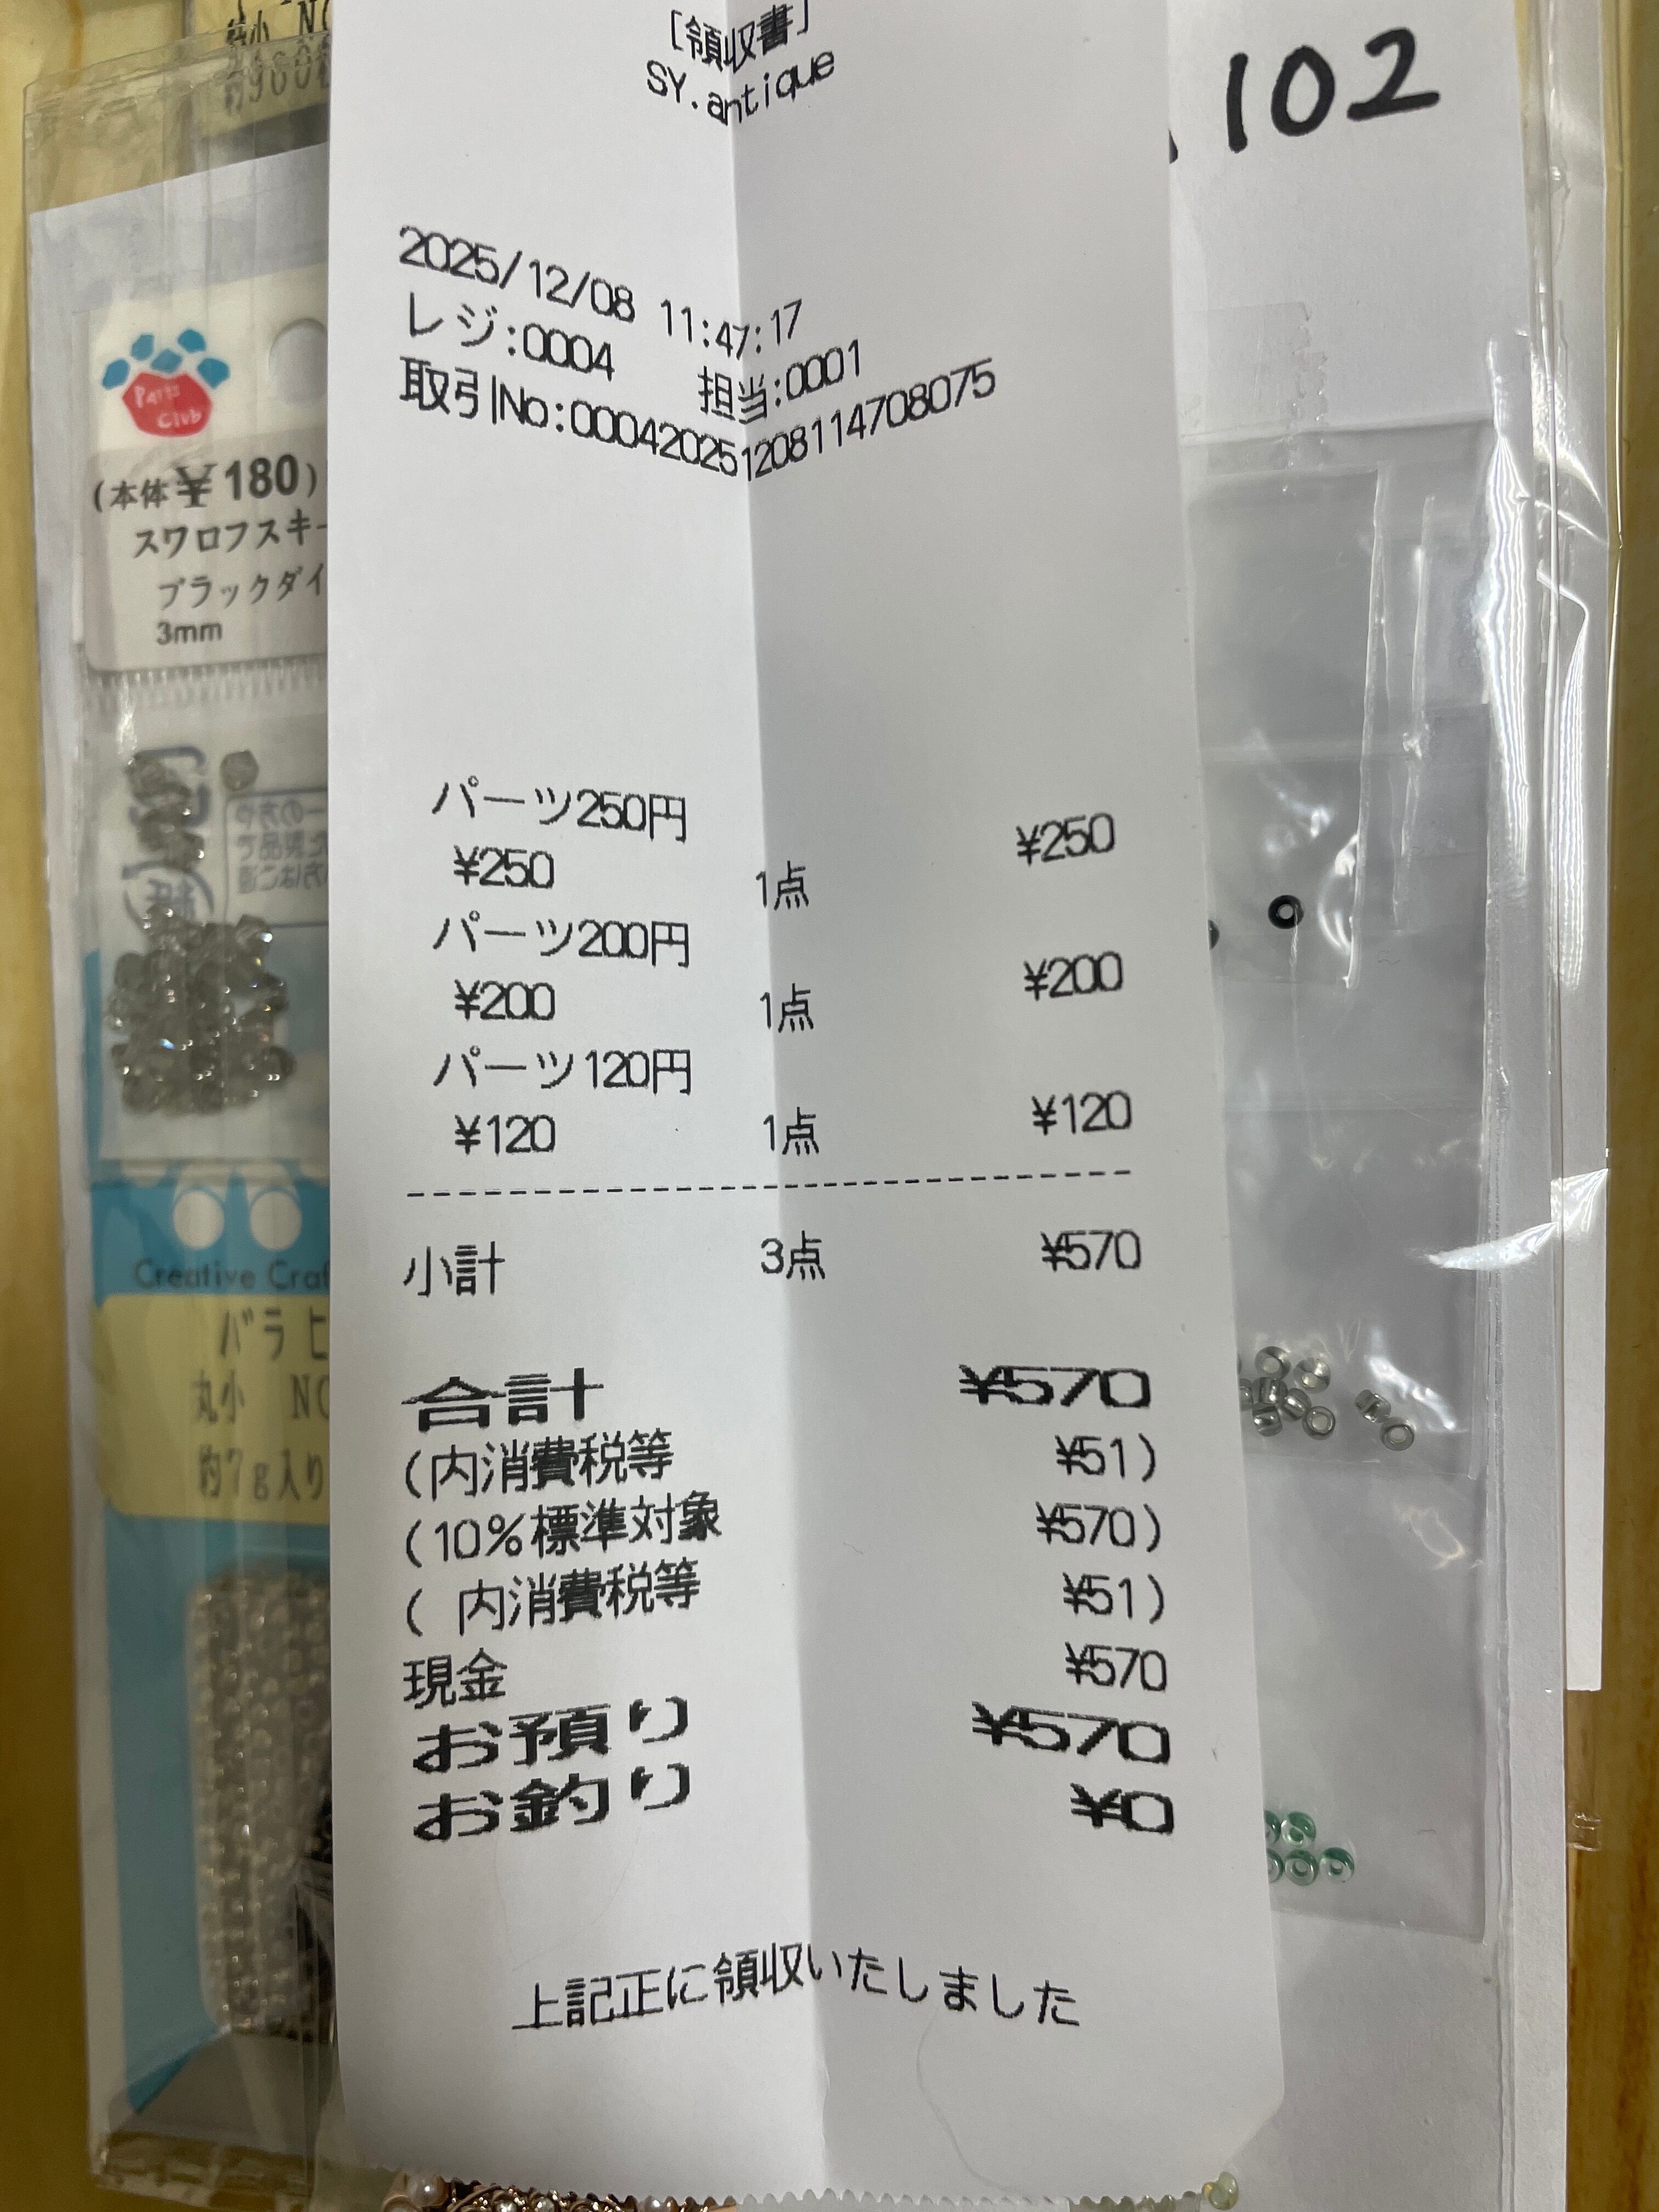 [領収書]
SY.antique
102
2025/12/08 11:47:17
レジ:0004 担当:0001
取引No:00042025120811470807​5
パーツ250円
¥250 1点 ¥250
パーツ200円
¥200 1点 ¥200
パーツ120円
¥120 1点 ¥120
小計 3点 ¥570
合計 ¥570
(内消費税等 ¥51)
(10%標準対象 ¥570)
( 内消費税等 ¥51)
現金 ¥570
お預り ¥570
お釣り ¥0
上記正に領収いたしました
Parts
Club
(本体¥180)
スワロフスキー
ブラックダイ
3mm
Creative Craf
バラ ビ
丸小 NO
約7g入り